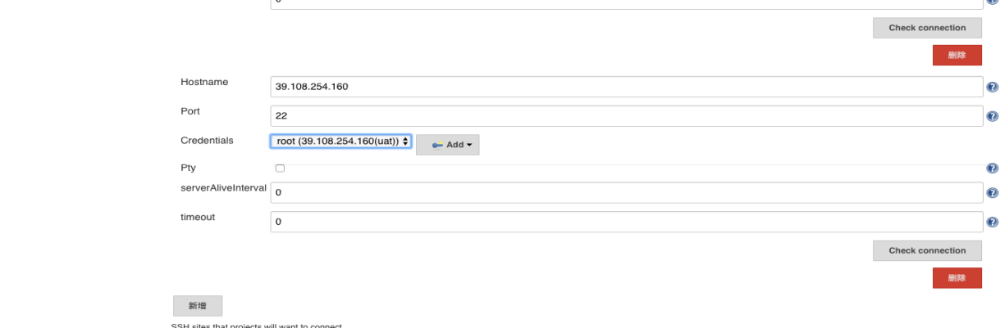 Check connection
删除
Hostname 39.108.254.160
Port 22
Credentials root (39.108.254.160(uat)) Add
Pty
serverAliveInterval 0
timeout 0
Check connection
删除
新增
SSH sites that projects will want to connect